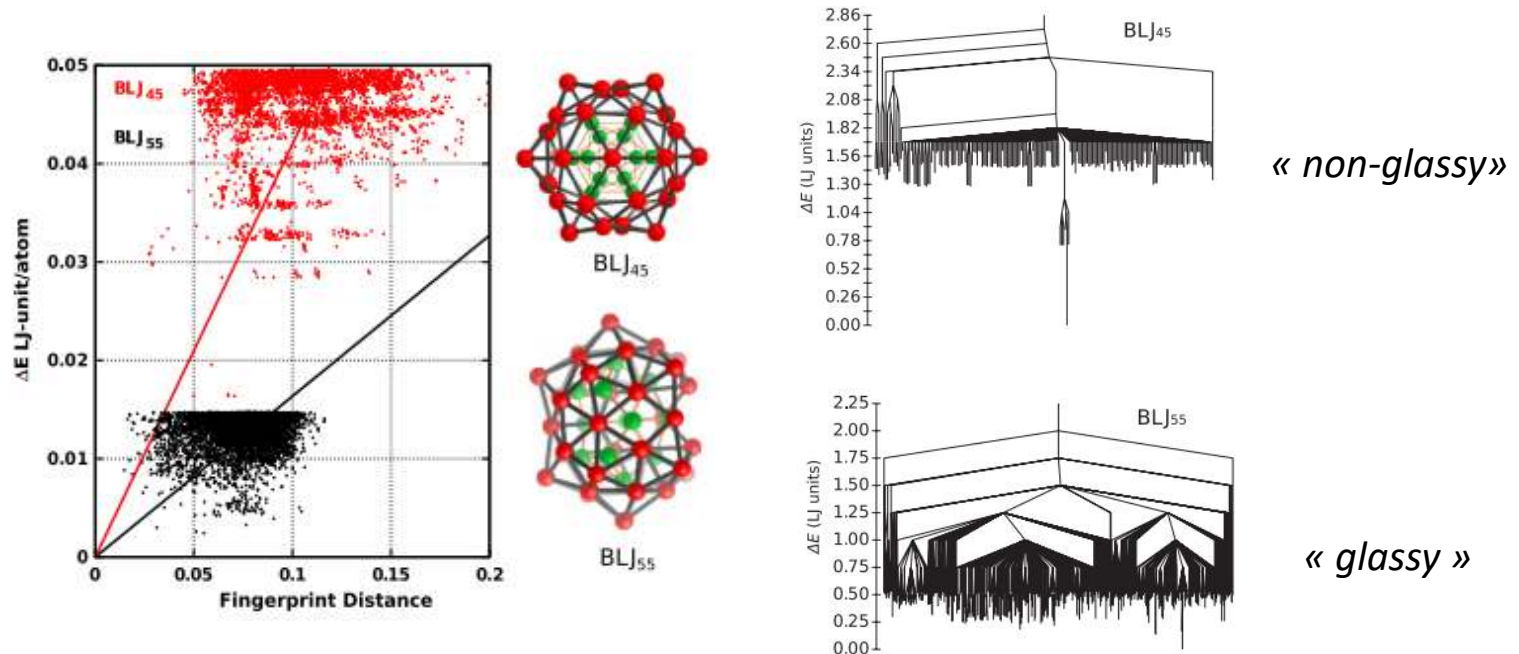 0.05
0.04
0.03
0.02
0.01
0
ΔE LJ-unit/atom
BLJ45
BLJ55
0 0.05 0.1 0.15 0.2
Fingerprint Distance
BLJ45
BLJ55
2.86
2.60
2.34
2.08
1.82
1.56
1.30
1.04
0.78
0.52
0.26
0.00
ΔE (LJ units)
BLJ45
« non-glassy»
2.25
2.00
1.75
1.50
1.25
1.00
0.75
0.50
0.25
0.00
ΔE (LJ units)
BLJ55
« glassy »